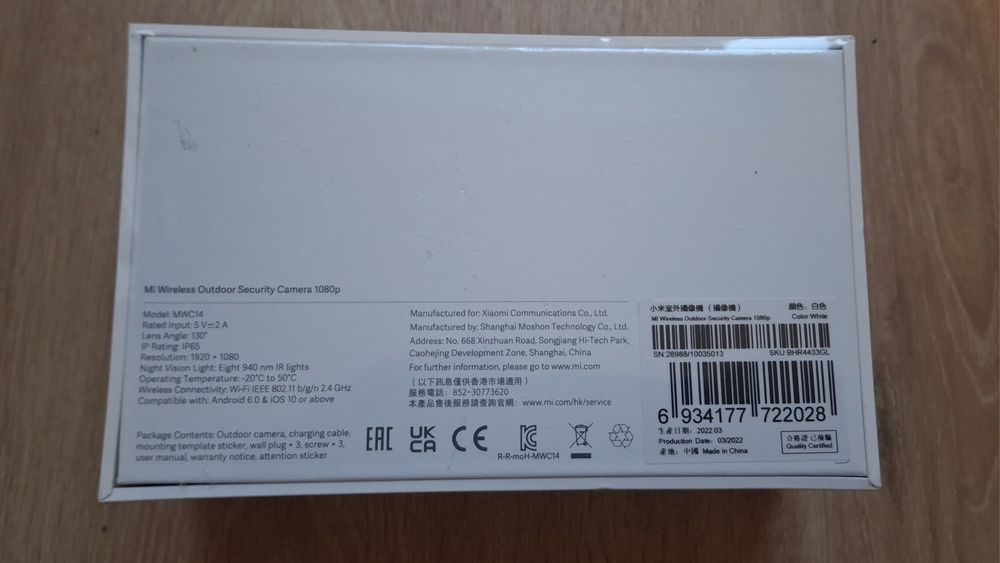 Mi Wireless Outdoor Security Camera 1080p
Model: MWC14
Rated Input: 5 V⎓2 A
Lens Angle: 130°
IP Rating: IP65
Resolution: 1920 * 1080
Night Vision Light: Eight 940 nm IR lights
Operating Temperature: -20°C to 50°C
Wireless Connectivity: Wi-Fi IEEE 802.11 b/g/n 2.4 GHz
Compatible with: Android 6.0 & iOS 10 or above
Package Contents: Outdoor camera, charging cable,
mounting template sticker, wall plug * 3, screw * 3,
user manual, warranty notice, attention sticker
Manufactured for: Xiaomi Communications Co., Ltd.
Manufactured by: Shanghai Moshon Technology Co., Ltd.
Address: No. 668 Xinzhuan Road, Songjiang Hi-Tech Park,
Caohejing Development Zone, Shanghai, China
For further information, please go to www.mi.com
(以下訊息僅供香港市場適用)
服務電話: 852-30773620
本產品售後服務請查詢官網: www.mi.com/hk/service
EAC UK CA CE KC
R-R-moH-MWC14
小米室外攝像機(攝像機) 顏色: 白色
Mi Wireless Outdoor Security Camera 1080p Color:White
SN:28988/10035013 SKU:BHR4433GL
6 934177 722028
生產日期: 2022.03
Production Date: 03/2022
產地: 中國 Made in China
合格證 已檢驗
Quality Certified